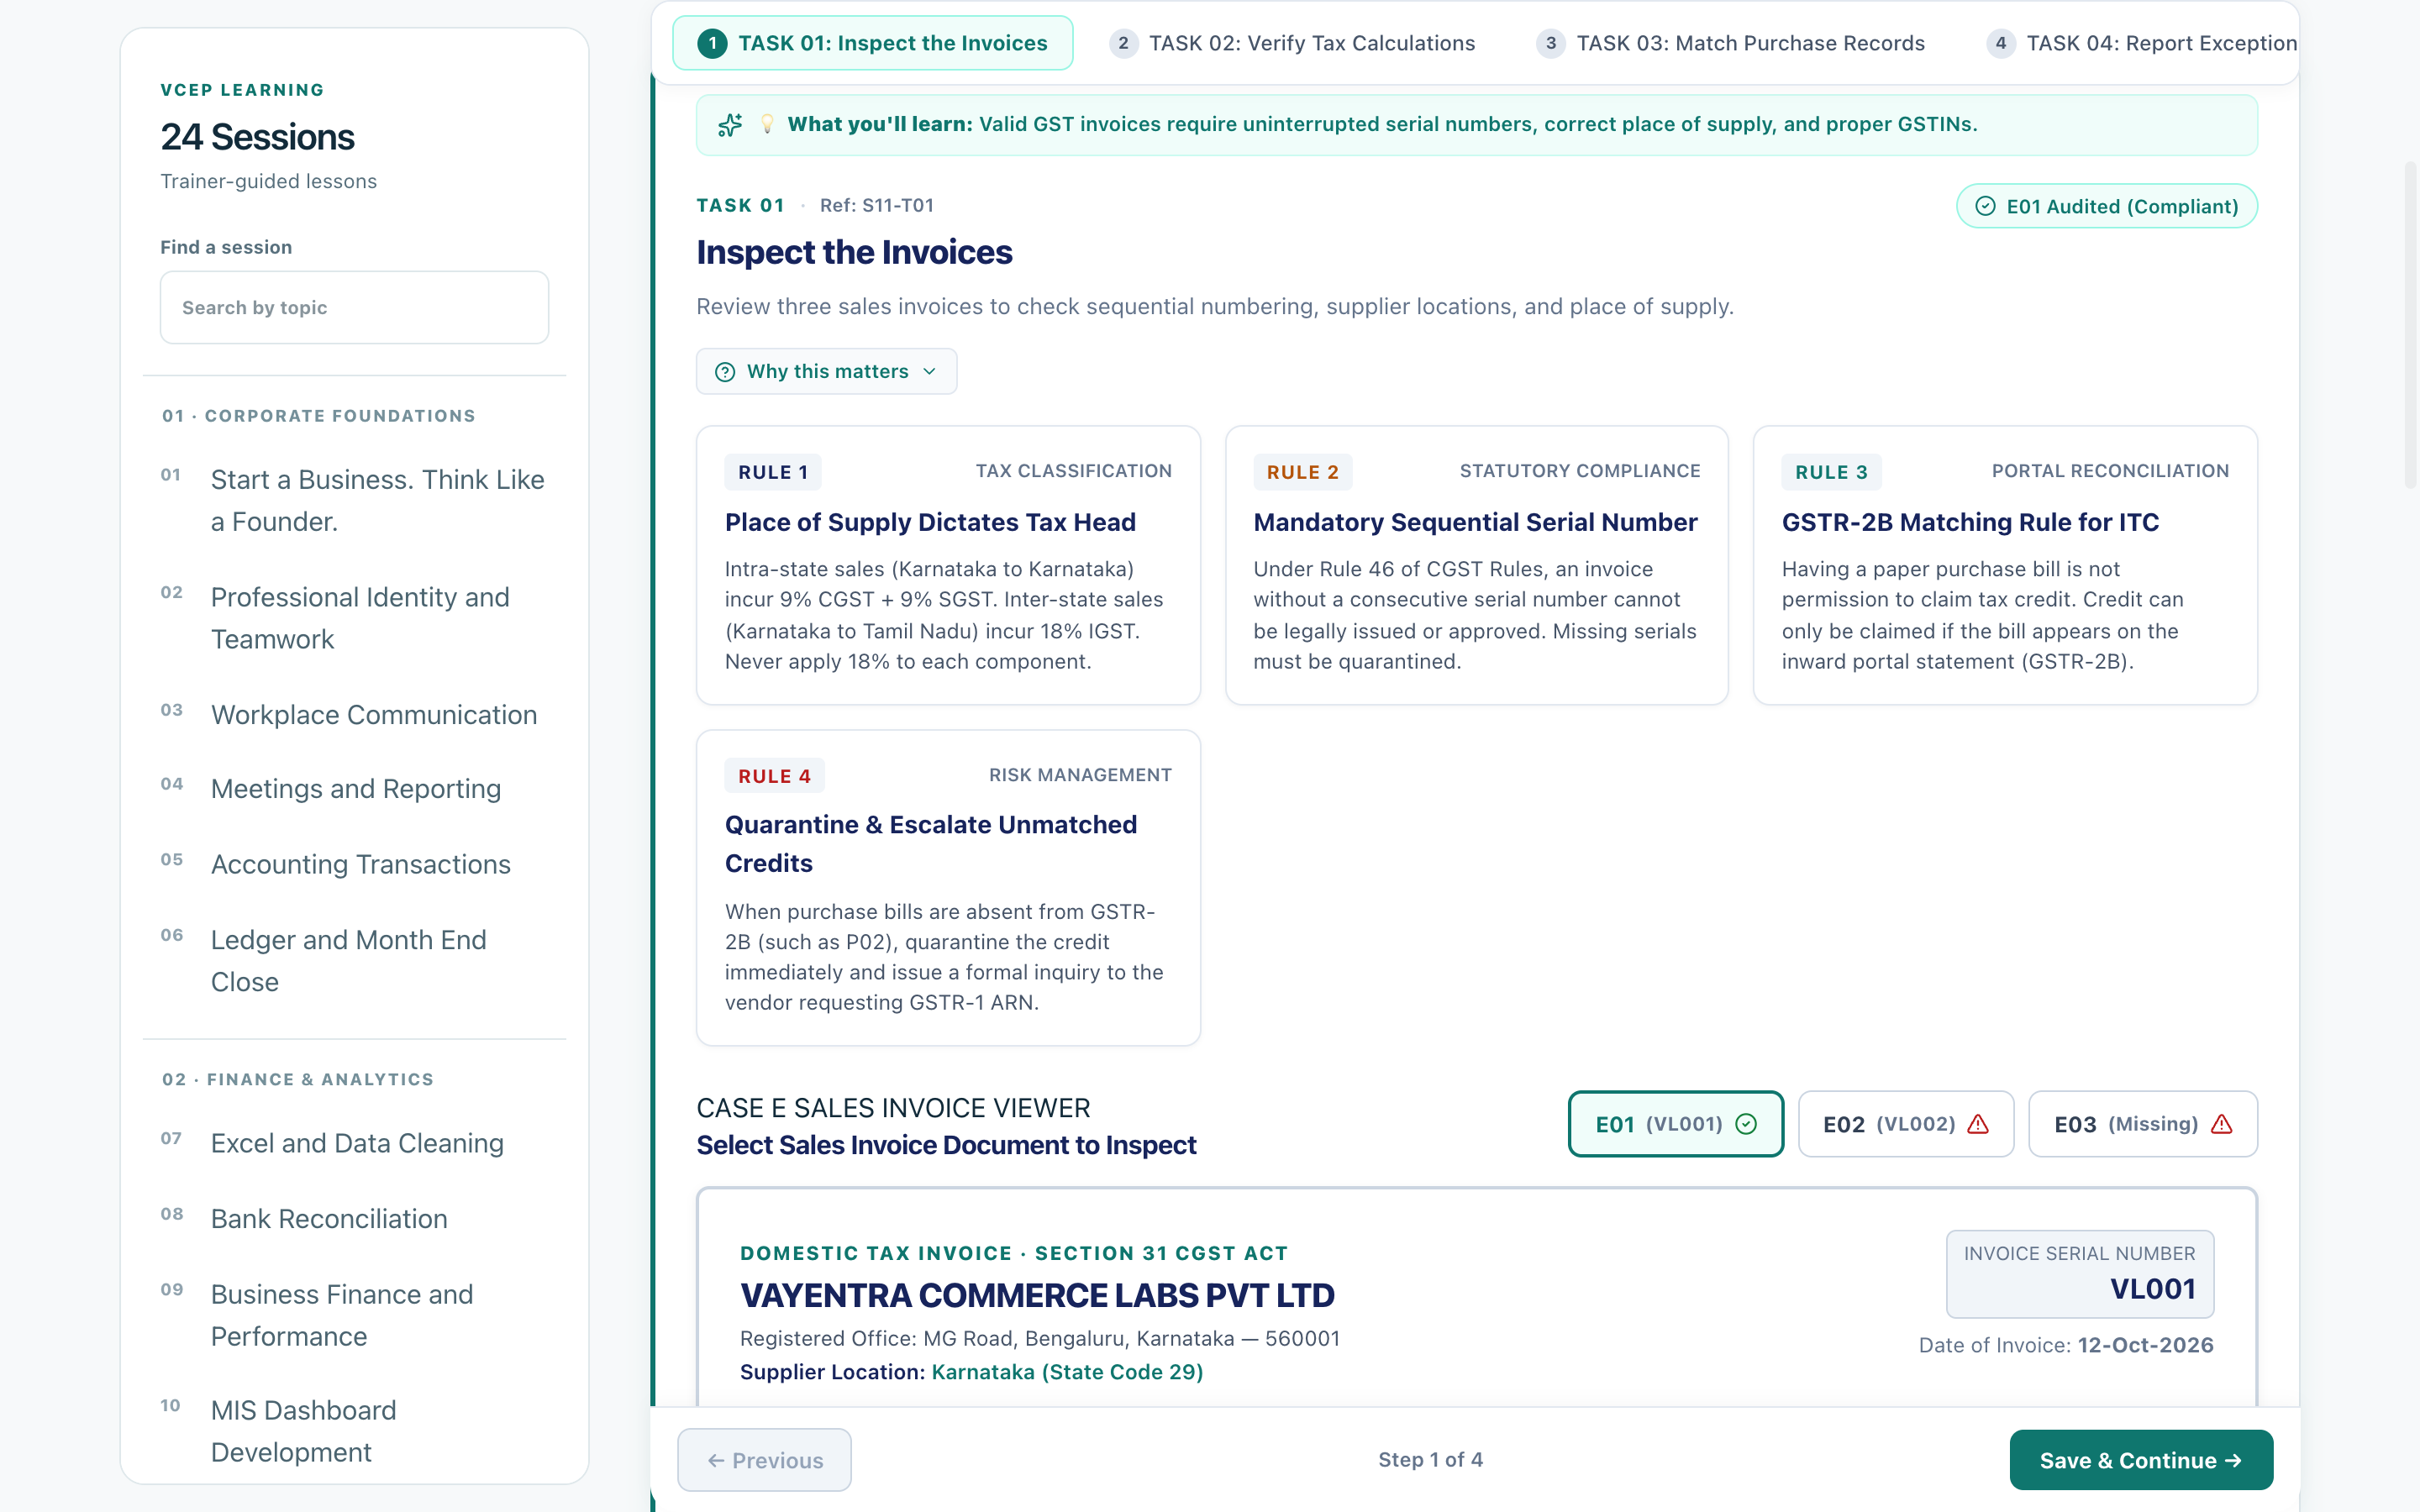 VCEP LEARNING
24 Sessions
Trainer-guided lessons
Find a session
Search by topic
01 · CORPORATE FOUNDATIONS
01 Start a Business. Think Like
a Founder.
02 Professional Identity and
Teamwork
03 Workplace Communication
04 Meetings and Reporting
05 Accounting Transactions
06 Ledger and Month End
Close
02 · FINANCE & ANALYTICS
07 Excel and Data Cleaning
08 Bank Reconciliation
09 Business Finance and
Performance
10 MIS Dashboard
Development
1 TASK 01: Inspect the Invoices
2 TASK 02: Verify Tax Calculations
3 TASK 03: Match Purchase Records
4 TASK 04: Report Exception
What you'll learn: Valid GST invoices require uninterrupted serial numbers, correct place of supply, and proper GSTINs.
TASK 01 · Ref: S11-T01
E01 Audited (Compliant)
Inspect the Invoices
Review three sales invoices to check sequential numbering, supplier locations, and place of supply.
Why this matters
RULE 1 TAX CLASSIFICATION
Place of Supply Dictates Tax Head
Intra-state sales (Karnataka to Karnataka)
incur 9% CGST + 9% SGST. Inter-state sales
(Karnataka to Tamil Nadu) incur 18% IGST.
Never apply 18% to each component.
RULE 2 STATUTORY COMPLIANCE
Mandatory Sequential Serial Number
Under Rule 46 of CGST Rules, an invoice
without a consecutive serial number cannot
be legally issued or approved. Missing serials
must be quarantined.
RULE 3 PORTAL RECONCILIATION
GSTR-2B Matching Rule for ITC
Having a paper purchase bill is not
permission to claim tax credit. Credit can
only be claimed if the bill appears on the
inward portal statement (GSTR-2B).
RULE 4 RISK MANAGEMENT
Quarantine & Escalate Unmatched
Credits
When purchase bills are absent from GSTR-
2B (such as P02), quarantine the credit
immediately and issue a formal inquiry to the
vendor requesting GSTR-1 ARN.
CASE E SALES INVOICE VIEWER
Select Sales Invoice Document to Inspect
E01 (VL001)
E02 (VL002)
E03 (Missing)
DOMESTIC TAX INVOICE · SECTION 31 CGST ACT
VAYENTRA COMMERCE LABS PVT LTD
Registered Office: MG Road, Bengaluru, Karnataka — 560001
Supplier Location: Karnataka (State Code 29)
INVOICE SERIAL NUMBER
VL001
Date of Invoice: 12-Oct-2026
← Previous
Step 1 of 4
Save & Continue →